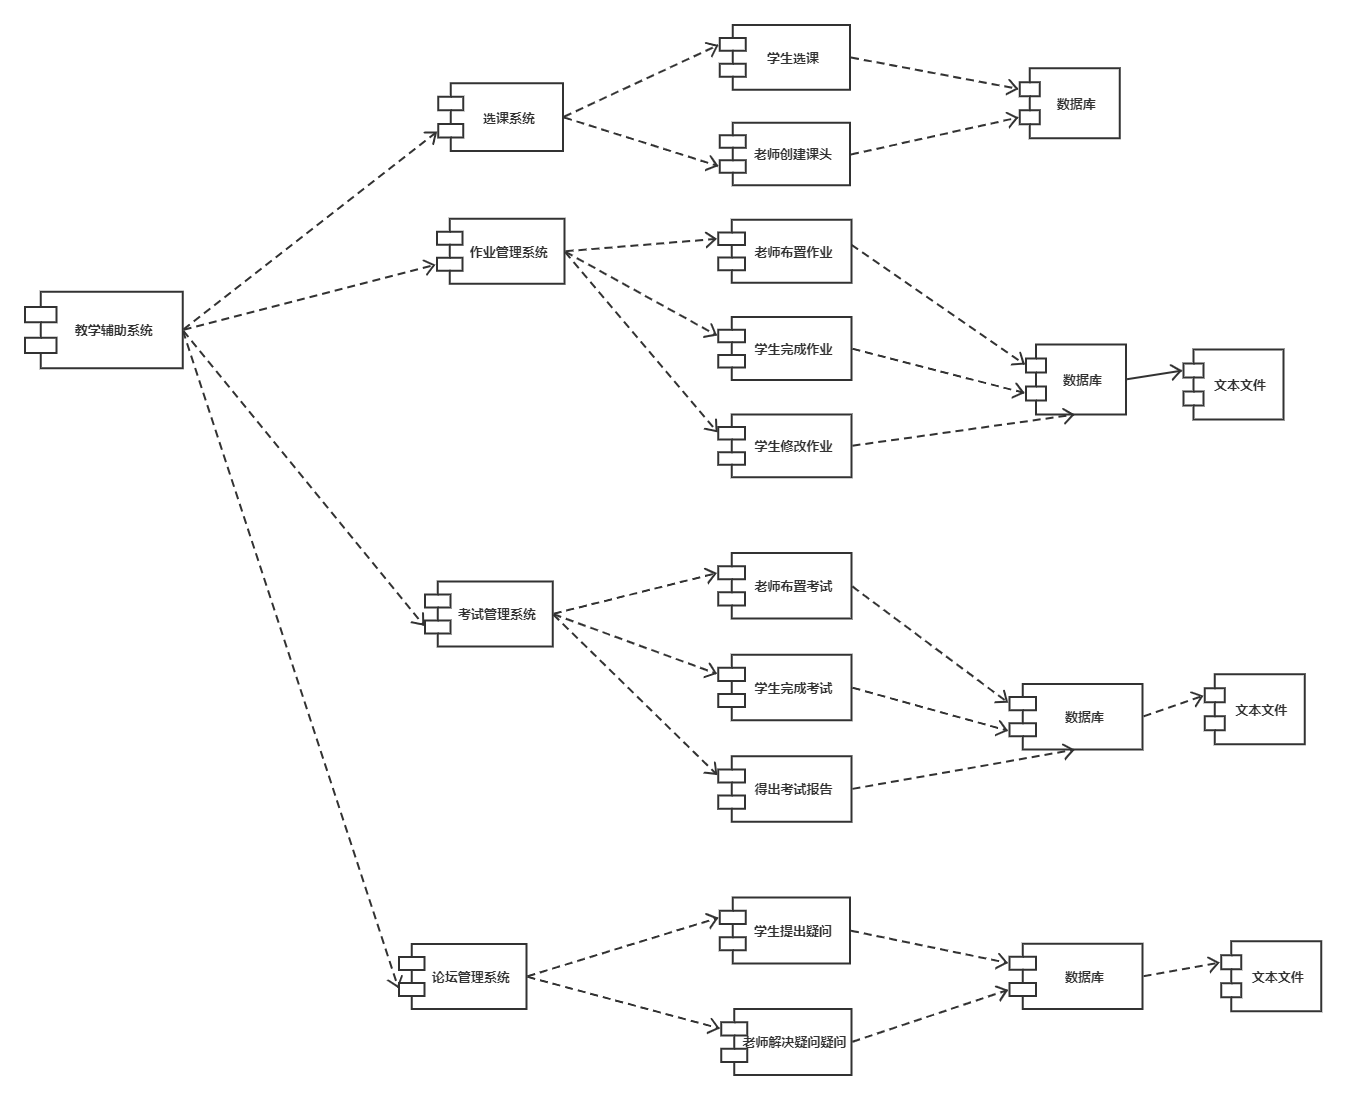 学生选课
数据库
选课系统
老师创建课头
作业管理系统
老师布置作业
教学辅助系统
学生完成作业
数据库
文本文件
学生修改作业
老师布置考试
考试管理系统
学生完成考试
数据库
文本文件
得出考试报告
学生提出疑问
论坛管理系统
数据库
文本文件
老师解决疑问疑问